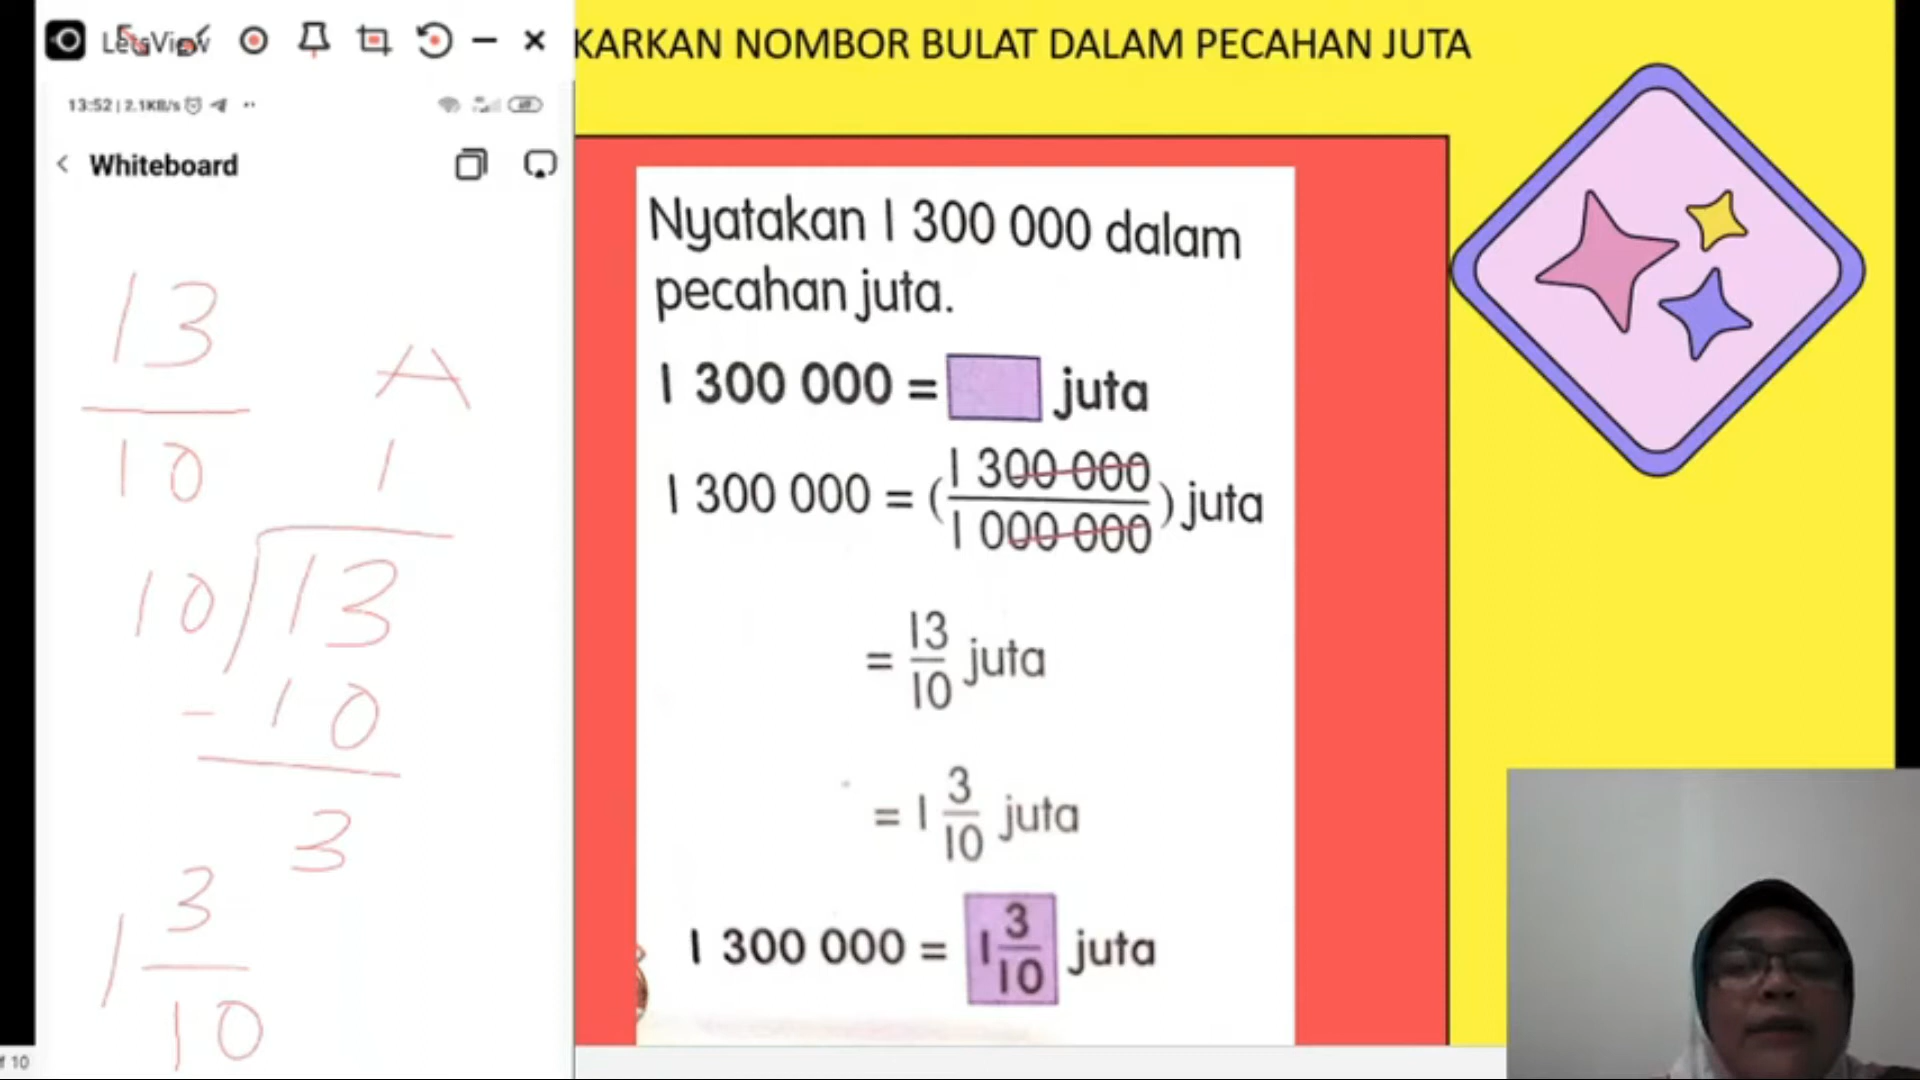 LetsView
KARKAN NOMBOR BULAT DALAM PECAHAN JUTA
13:52 | 2.1KB/s
Whiteboard
13
10
A
1
10 13
- 10
3
1 3/10
Nyatakan 1 300 000 dalam
pecahan juta.
1 300 000 = juta
1 300 000 = (1 300 000/1 000 000) juta
= 13/10 juta
= 1 3/10 juta
1 300 000 = 1 3/10 juta
f 10